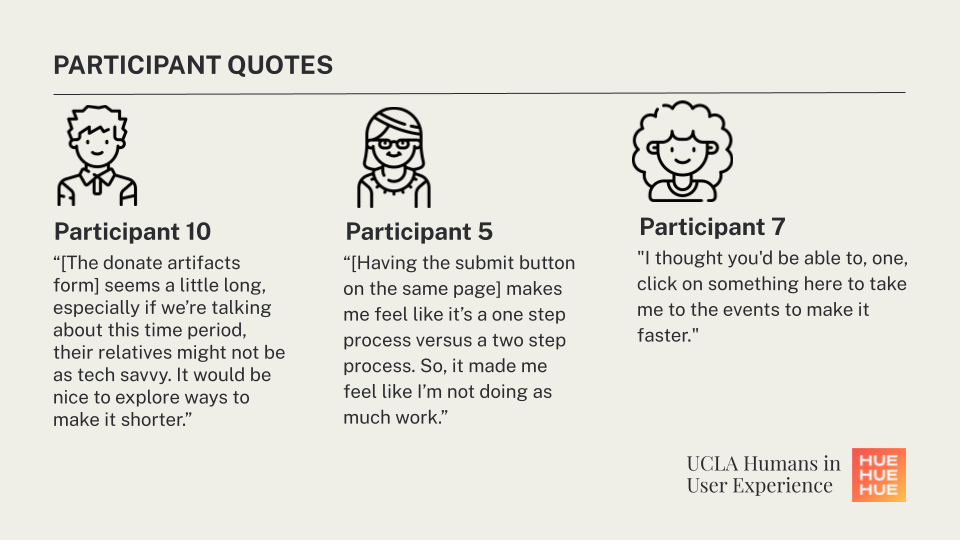 PARTICIPANT QUOTES
Participant 10
“[The donate artifacts
form] seems a little long,
especially if we’re talking
about this time period,
their relatives might not be
as tech savvy. It would be
nice to explore ways to
make it shorter.”
Participant 5
“[Having the submit button
on the same page] makes
me feel like it’s a one step
process versus a two step
process. So, it made me
feel like I’m not doing as
much work.”
Participant 7
"I thought you'd be able to, one,
click on something here to take
me to the events to make it
faster."
UCLA Humans in
User Experience
HUE
HUE
HUE